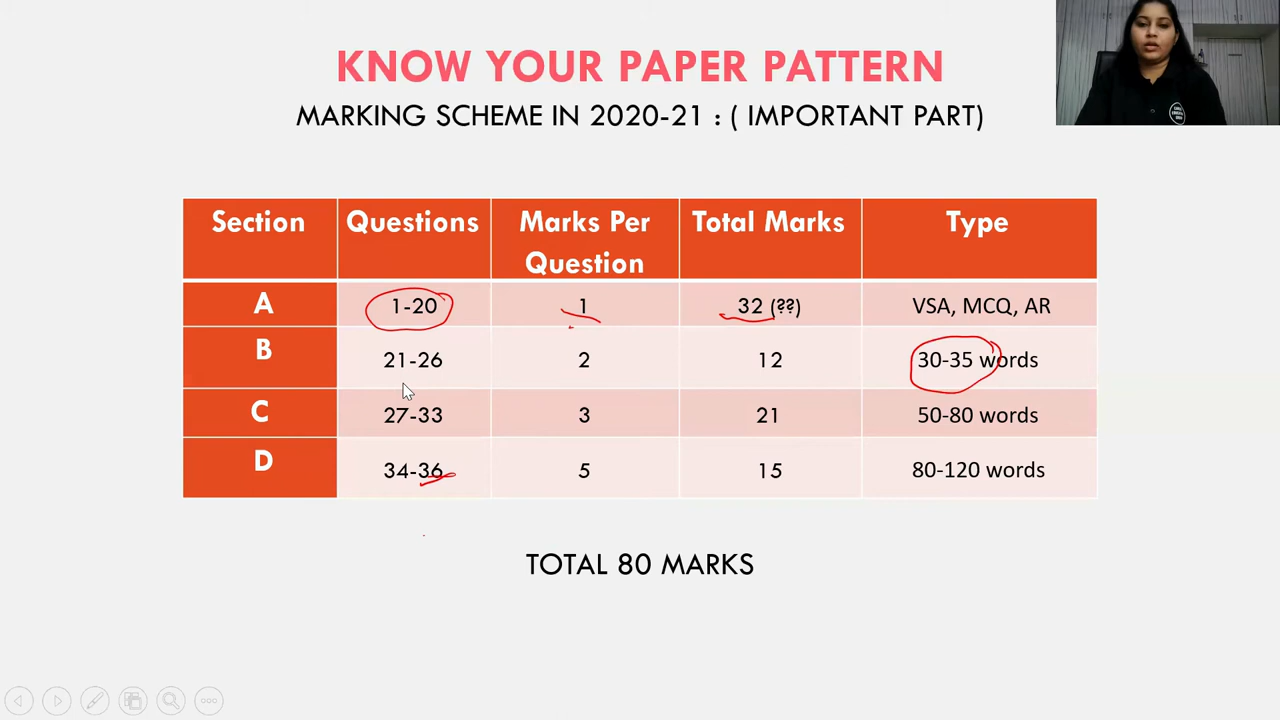 KNOW YOUR PAPER PATTERN
MARKING SCHEME IN 2020-21 : ( IMPORTANT PART)
Section Questions Marks Per Question Total Marks Type
A 1-20 1 32 (??) VSA, MCQ, AR
B 21-26 2 12 30-35 words
C 27-33 3 21 50-80 words
D 34-36 5 15 80-120 words
TOTAL 80 MARKS